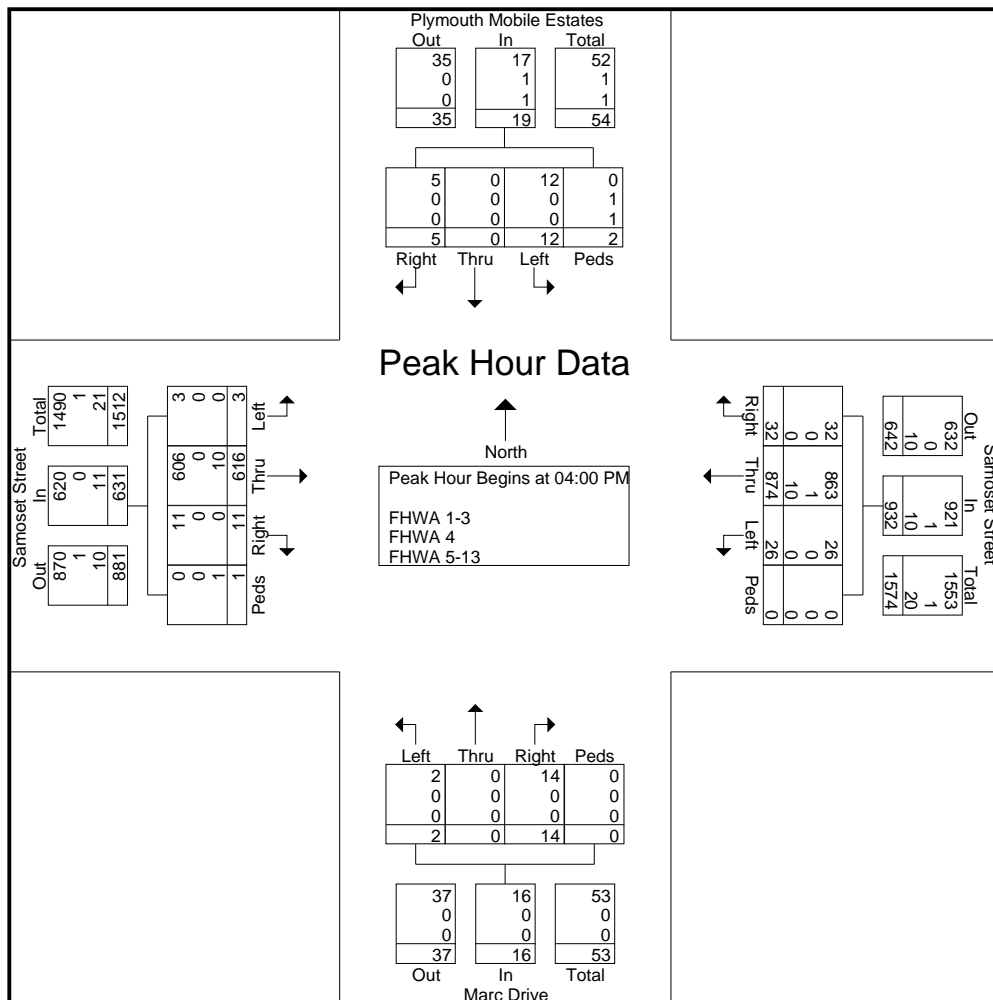 Plymouth Mobile Estates
Out In Total
35 17 52
0 1 1
0 1 1
35 19 54
5 0 12 0
0 0 0 1
0 0 0 1
5 0 12 2
Right Thru Left Peds
Peak Hour Data
North
Peak Hour Begins at 04:00 PM
FHWA 1-3
FHWA 4
FHWA 5-13
Samoset Street
Out In Total
870 620 1490
1 0 1
10 11 21
881 631 1512
Left Thru Right Peds
3 606 11 0
0 0 0 0
0 10 0 1
3 616 11 1
Samoset Street
Out In Total
632 921 1553
0 1 1
10 10 20
642 932 1574
Right Thru Left Peds
32 863 26 0
0 1 0 0
0 10 0 0
32 874 26 0
Left Thru Right Peds
2 0 14 0
0 0 0 0
0 0 0 0
2 0 14 0
37 16 53
0 0 0
0 0 0
37 16 53
Out In Total
Marc Drive